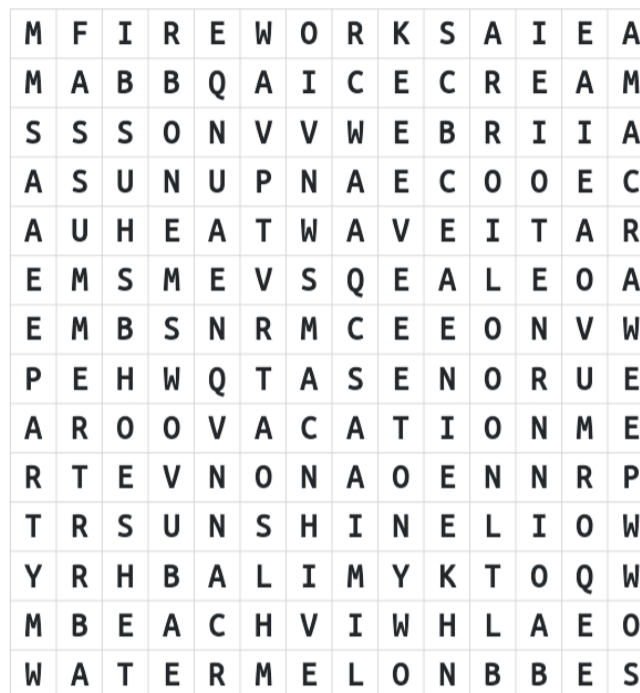 M F I R E W O R K S A I E A
M A B B Q A I C E C R E A M
S S S O N V V W E B R I I A
A S U N U P N A E C O O E C
A U H E A T W A V E I T A R
E M S M E V S Q E A L E O A
E M B S N R M C E E O N V W
P E H W Q T A S E N O R U E
A R O O V A C A T I O N M E
R T E V N O N A O E N N R P
T R S U N S H I N E L I O W
Y R H B A L I M Y K T O Q W
M B E A C H V I W H L A E O
W A T E R M E L O N B B E S